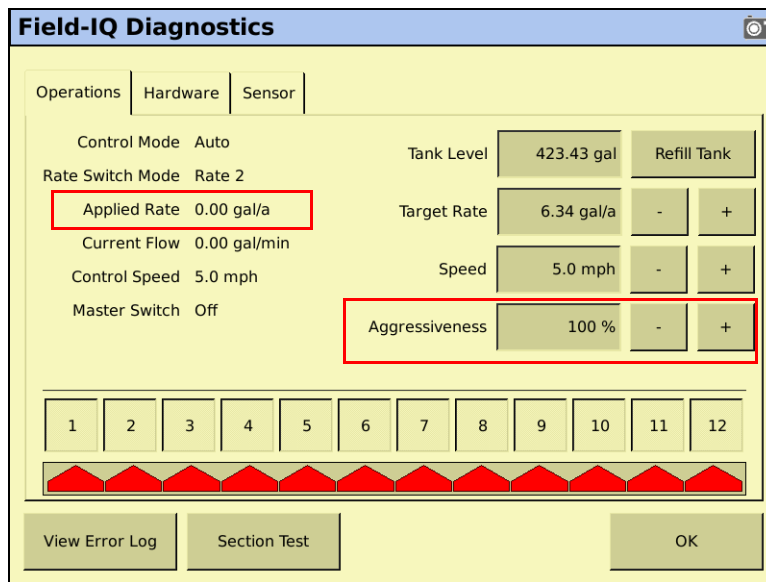 Field-IQ Diagnostics
Operations Hardware Sensor
Control Mode Auto
Rate Switch Mode Rate 2
Applied Rate 0.00 gal/a
Current Flow 0.00 gal/min
Control Speed 5.0 mph
Master Switch Off
Tank Level 423.43 gal Refill Tank
Target Rate 6.34 gal/a - +
Speed 5.0 mph - +
Aggressiveness 100 % - +
1 2 3 4 5 6 7 8 9 10 11 12
View Error Log Section Test OK